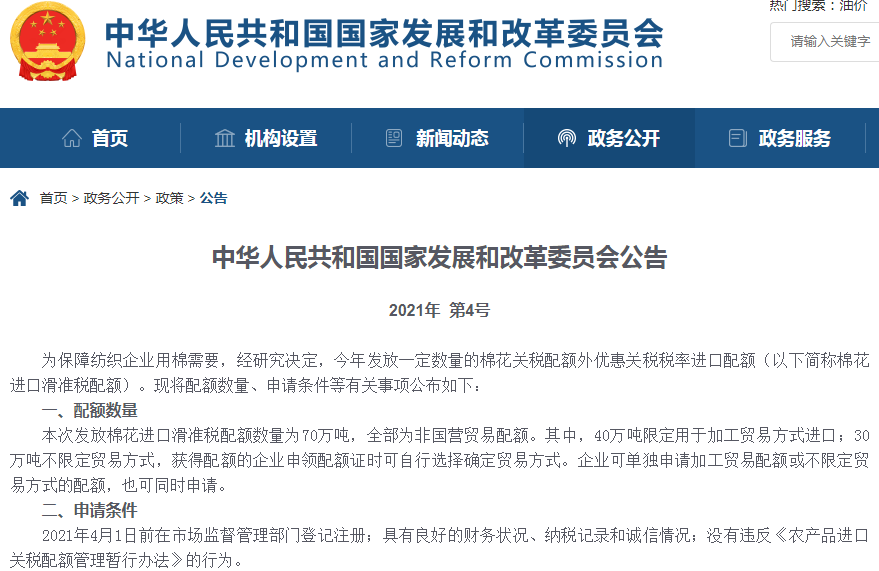 热门搜索：油价
中华人民共和国国家发展和改革委员会
National Development and Reform Commission
请输入关键字
首页
机构设置
新闻动态
政务公开
政务服务
首页 > 政务公开 > 政策 > 公告
中华人民共和国国家发展和改革委员会公告
2021年 第4号
为保障纺织企业用棉需要，经研究决定，今年发放一定数量的棉花关税配额外优惠关税税率进口配额（以下简称棉花
进口滑准税配额）。现将配额数量、申请条件等有关事项公布如下：
一、配额数量
本次发放棉花进口滑准税配额数量为70万吨，全部为非国营贸易配额。其中，40万吨限定用于加工贸易方式进口；30
万吨不限定贸易方式，获得配额的企业申领配额证时可自行选择确定贸易方式。企业可单独申请加工贸易配额或不限定贸
易方式的配额，也可同时申请。
二、申请条件
2021年4月1日前在市场监督管理部门登记注册；具有良好的财务状况、纳税记录和诚信情况；没有违反《农产品进口
关税配额管理暂行办法》的行为。